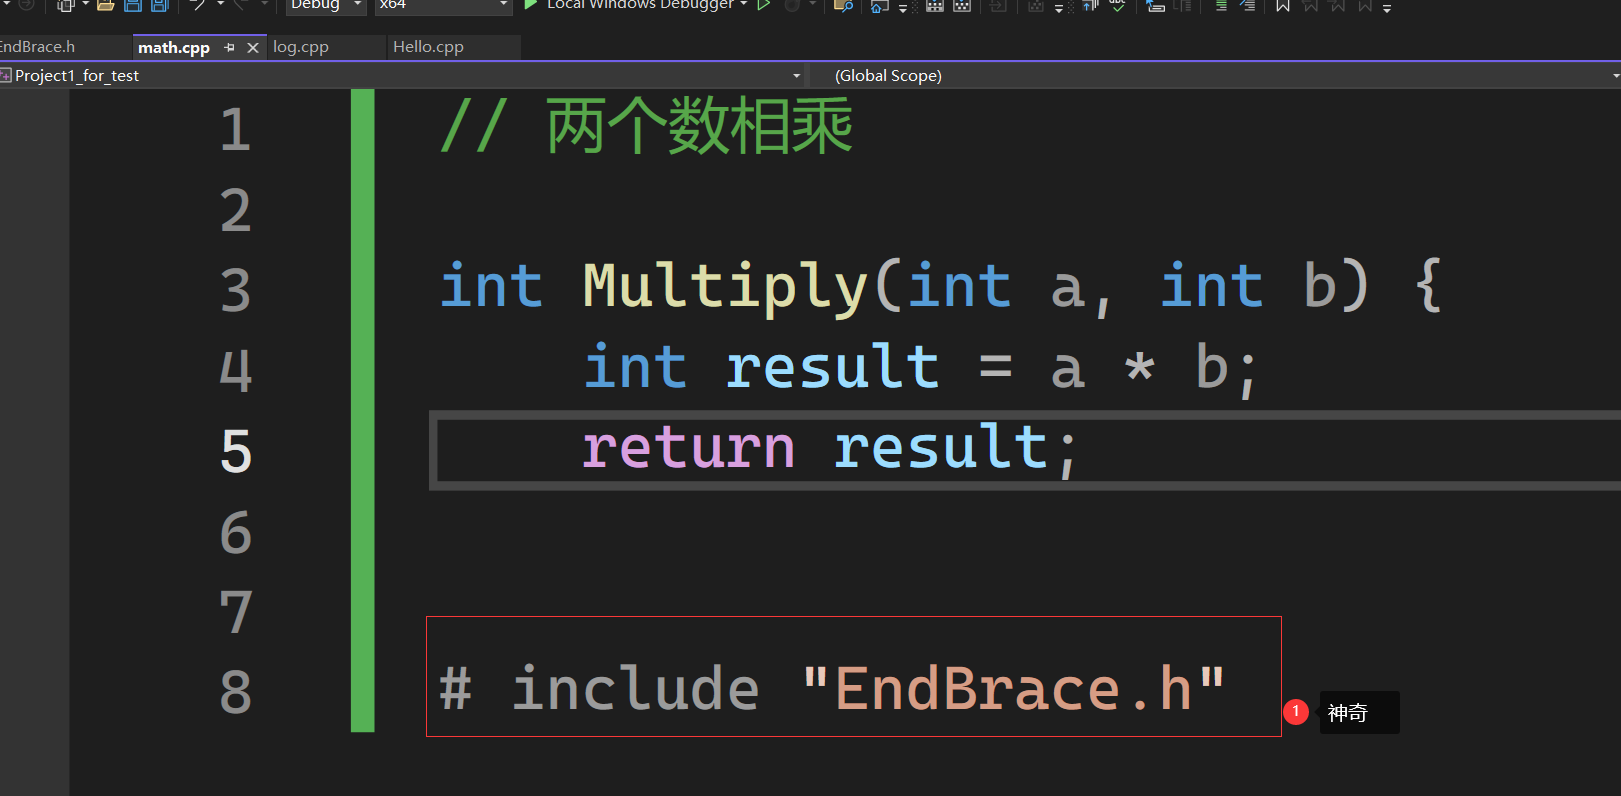 Debug x64 Local Windows Debugger
EndBrace.h math.cpp log.cpp Hello.cpp
Project1_for_test (Global Scope)
1 // 两个数相乘
2
3 int Multiply(int a, int b) {
4 int result = a * b;
5 return result;
6
7
8 # include "EndBrace.h"
1 神奇